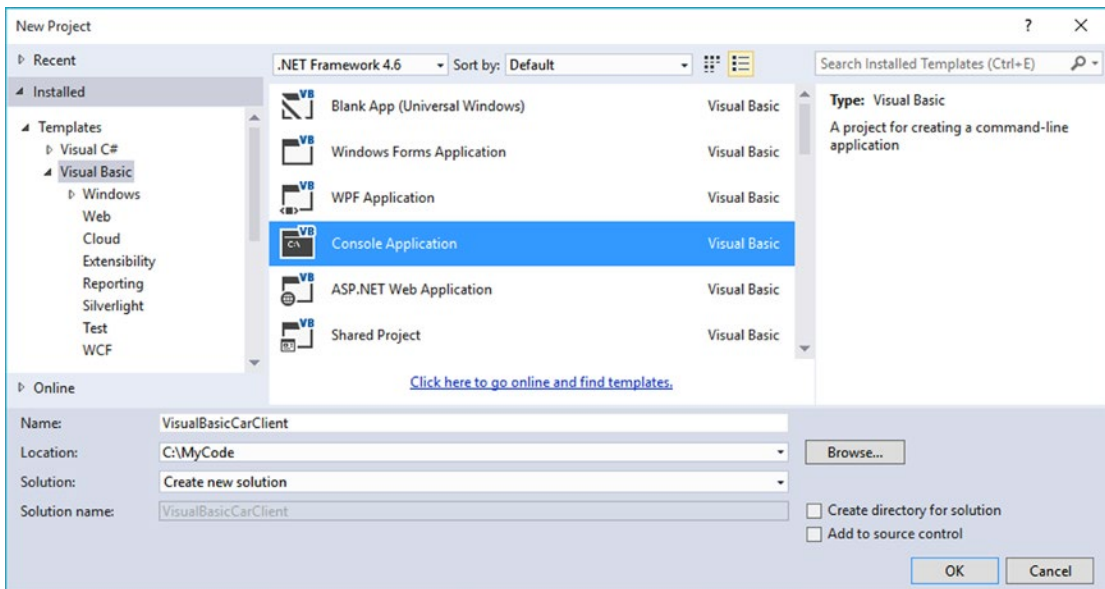 New Project
?
Recent
.NET Framework 4.6
Sort by: Default
Search Installed Templates (Ctrl+E)
Installed
Templates
Visual C#
Visual Basic
Windows
Web
Cloud
Extensibility
Reporting
Silverlight
Test
WCF
Online
VB
Blank App (Universal Windows)
Visual Basic
VB
Windows Forms Application
Visual Basic
VB
WPF Application
Visual Basic
VB
C:\
Console Application
Visual Basic
VB
ASP.NET Web Application
Visual Basic
VB
Shared Project
Visual Basic
Click here to go online and find templates.
Type: Visual Basic
A project for creating a command-line
application
Name: VisualBasicCarClient
Location: C:\MyCode
Browse...
Solution: Create new solution
Solution name: VisualBasicCarClient
Create directory for solution
Add to source control
OK
Cancel